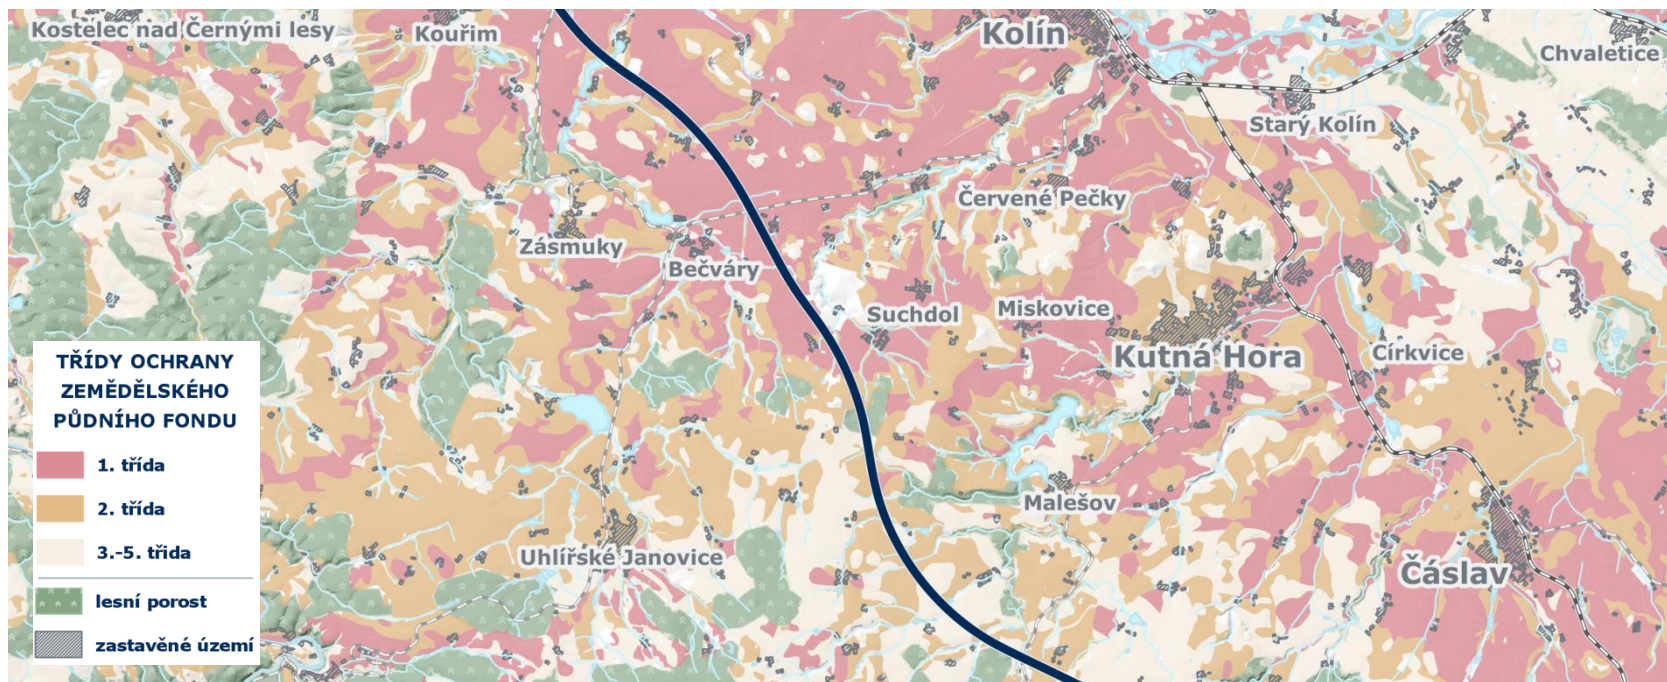 Kostelec nad Černými lesy
Kouřim
Kolín
Chvaletice
Starý Kolín
Červené Pečky
Zásmuky
Bečváry
Suchdol
Miskovice
Kutná Hora
Církvice
Malešov
Uhlířské Janovice
Čáslav
TŘÍDY OCHRANY
ZEMĚDĚLSKÉHO
PŮDNÍHO FONDU
1. třída
2. třída
3.-5. třida
lesní porost
zastavěné území